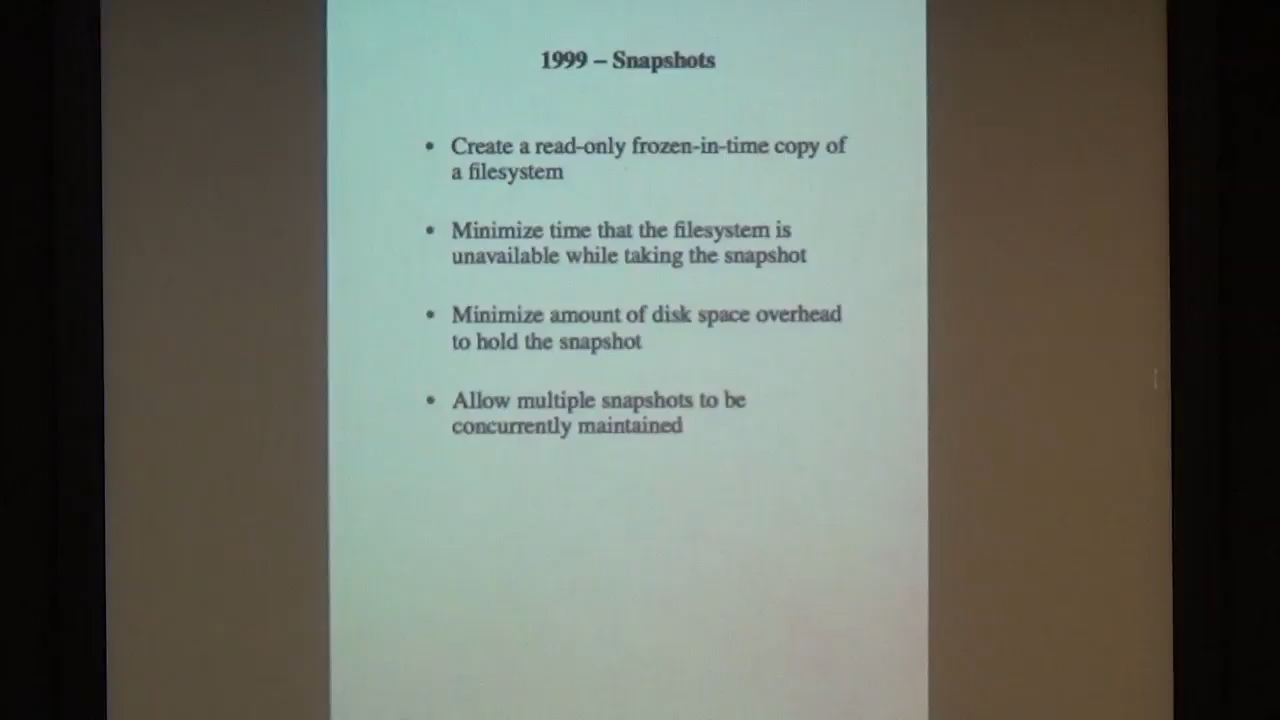 1999 – Snapshots
• Create a read-only frozen-in-time copy of
a filesystem
• Minimize time that the filesystem is
unavailable while taking the snapshot
• Minimize amount of disk space overhead
to hold the snapshot
• Allow multiple snapshots to be
concurrently maintained